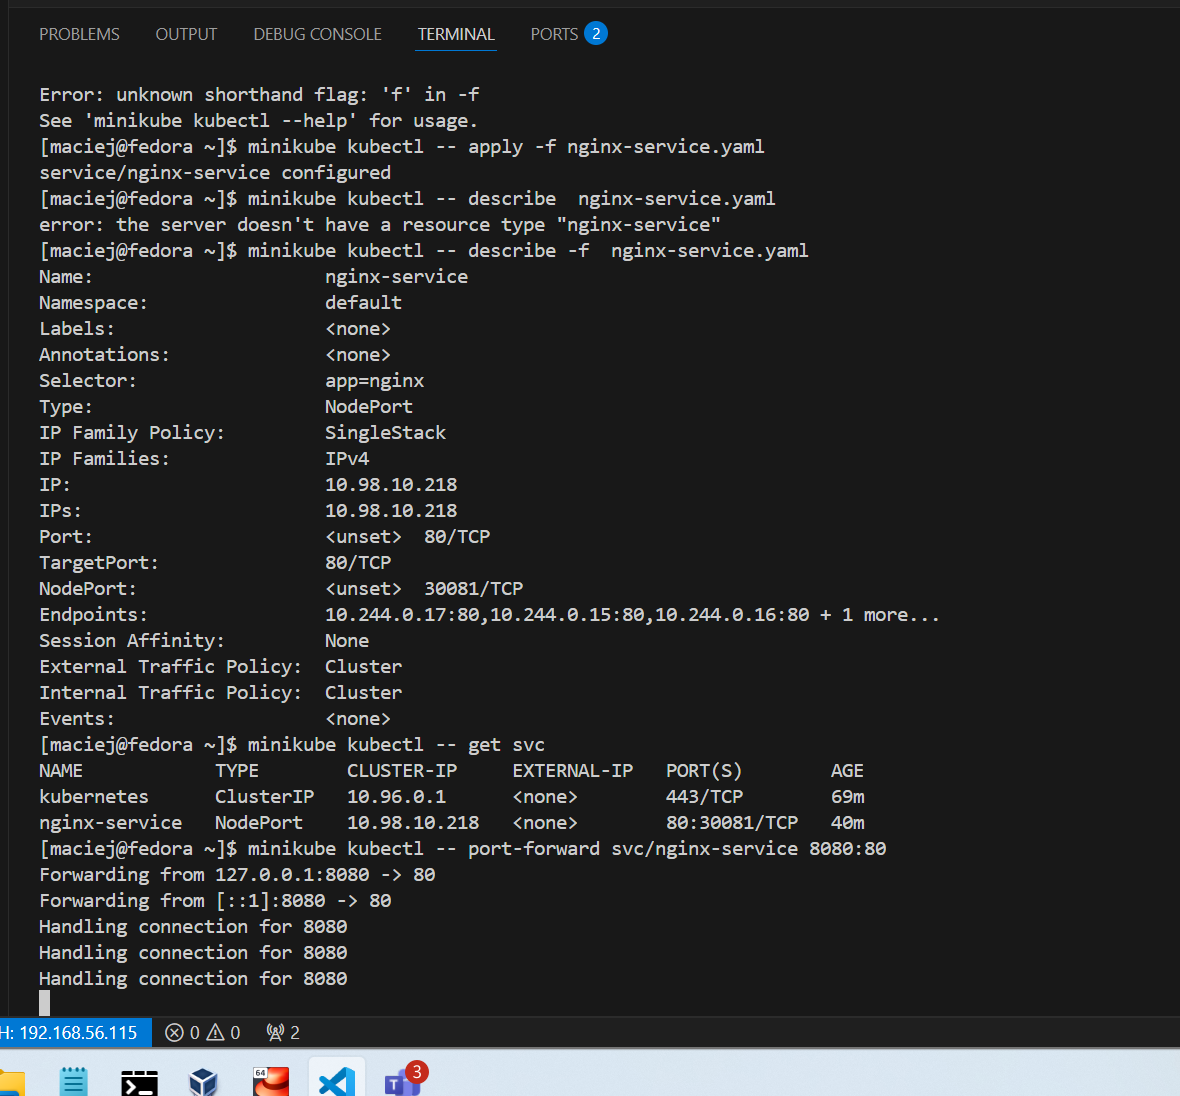 PROBLEMS OUTPUT DEBUG CONSOLE TERMINAL PORTS 2
Error: unknown shorthand flag: 'f' in -f
See 'minikube kubectl --help' for usage.
[maciej@fedora ~]$ minikube kubectl -- apply -f nginx-service.yaml
service/nginx-service configured
[maciej@fedora ~]$ minikube kubectl -- describe  nginx-service.yaml
error: the server doesn't have a resource type "nginx-service"
[maciej@fedora ~]$ minikube kubectl -- describe -f  nginx-service.yaml
Name:                     nginx-service
Namespace:                default
Labels:                   <none>
Annotations:              <none>
Selector:                 app=nginx
Type:                     NodePort
IP Family Policy:         SingleStack
IP Families:              IPv4
IP:                       10.98.10.218
IPs:                      10.98.10.218
Port:                     <unset>  80/TCP
TargetPort:               80/TCP
NodePort:                 <unset>  30081/TCP
Endpoints:                10.244.0.17:80,10.244.0.15:80,10.244.0.16:80 + 1 more...
Session Affinity:         None
External Traffic Policy:  Cluster
Internal Traffic Policy:  Cluster
Events:                   <none>
[maciej@fedora ~]$ minikube kubectl -- get svc
NAME            TYPE        CLUSTER-IP     EXTERNAL-IP   PORT(S)        AGE
kubernetes      ClusterIP   10.96.0.1      <none>        443/TCP        69m
nginx-service   NodePort    10.98.10.218   <none>        80:30081/TCP   40m
[maciej@fedora ~]$ minikube kubectl -- port-forward svc/nginx-service 8080:80
Forwarding from 127.0.0.1:8080 -> 80
Forwarding from [::1]:8080 -> 80
Handling connection for 8080
Handling connection for 8080
Handling connection for 8080
H: 192.168.56.115 0 0 2
64 T 3